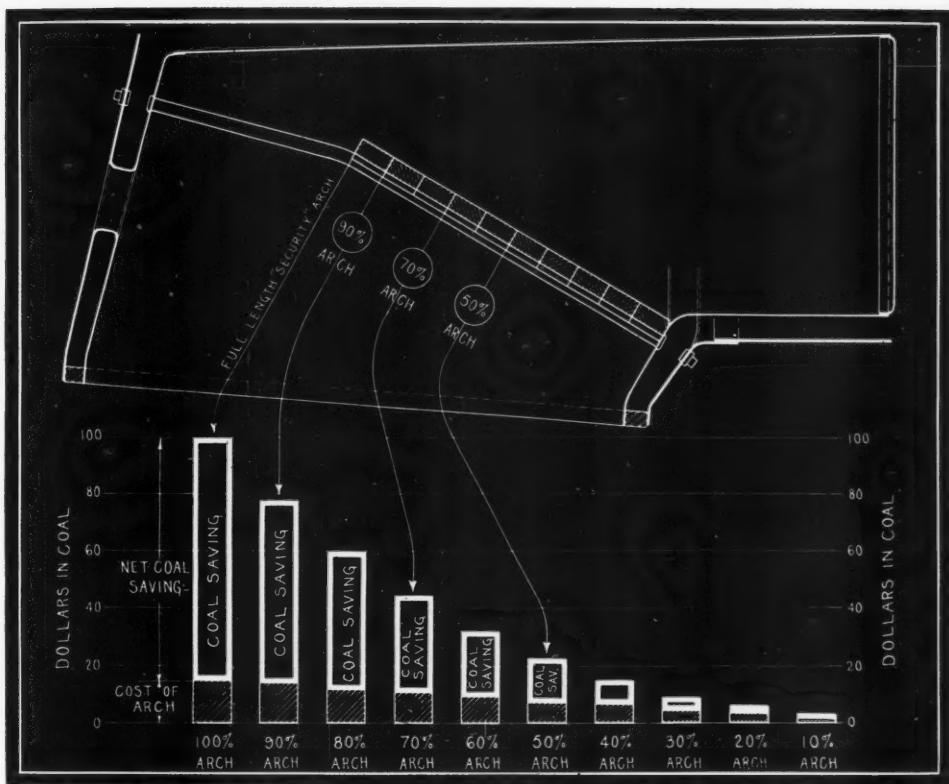 FULL LENGTH "SECURITY" ARCH
90%
ARCH
70%
ARCH
50%
ARCH
DOLLARS IN COAL
100
80
60
40
20
0
NET COAL
SAVING
COST OF
ARCH
COAL SAVING
COAL SAVING
COAL SAVING
COAL
SAVING
COAL
SAVING
COAL
SAV.
100
80
60
40
20
0
DOLLARS IN COAL
100% 90% 80% 70% 60% 50% 40% 30% 20% 10%
ARCH ARCH ARCH ARCH ARCH ARCH ARCH ARCH ARCH ARCH